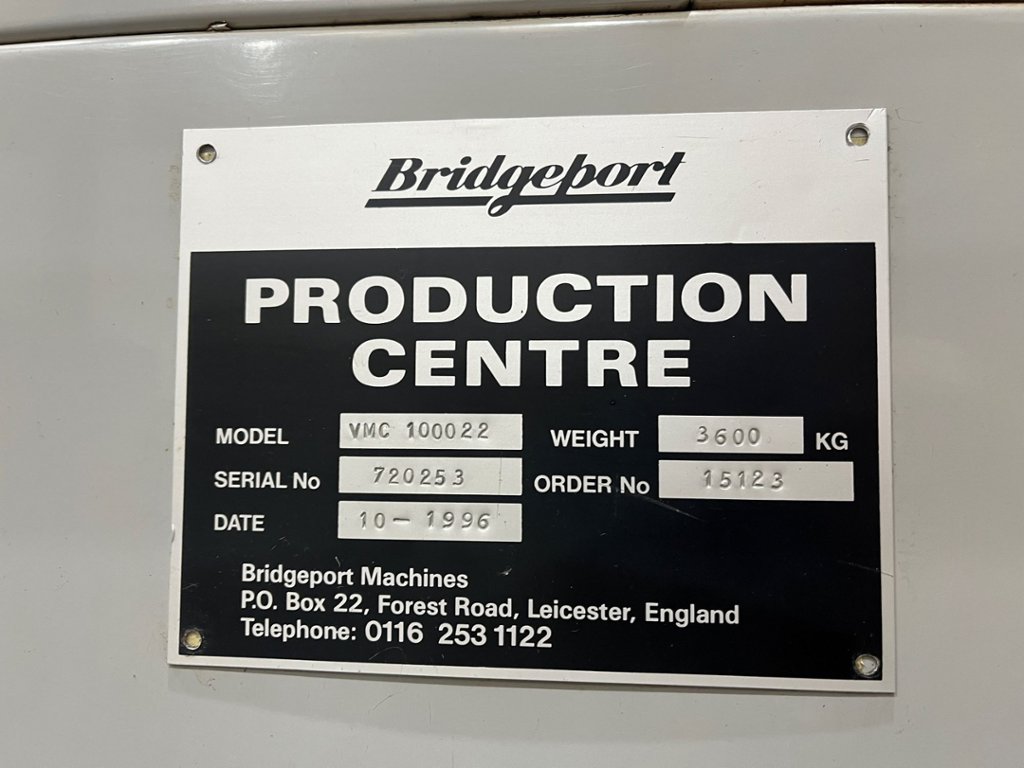 Bridgeport
PRODUCTION
CENTRE
MODEL VMC 100022 WEIGHT 3600 KG
SERIAL No 720253 ORDER No 15123
DATE 10-1996
Bridgeport Machines
P.O. Box 22, Forest Road, Leicester, England
Telephone: 0116 253 1122